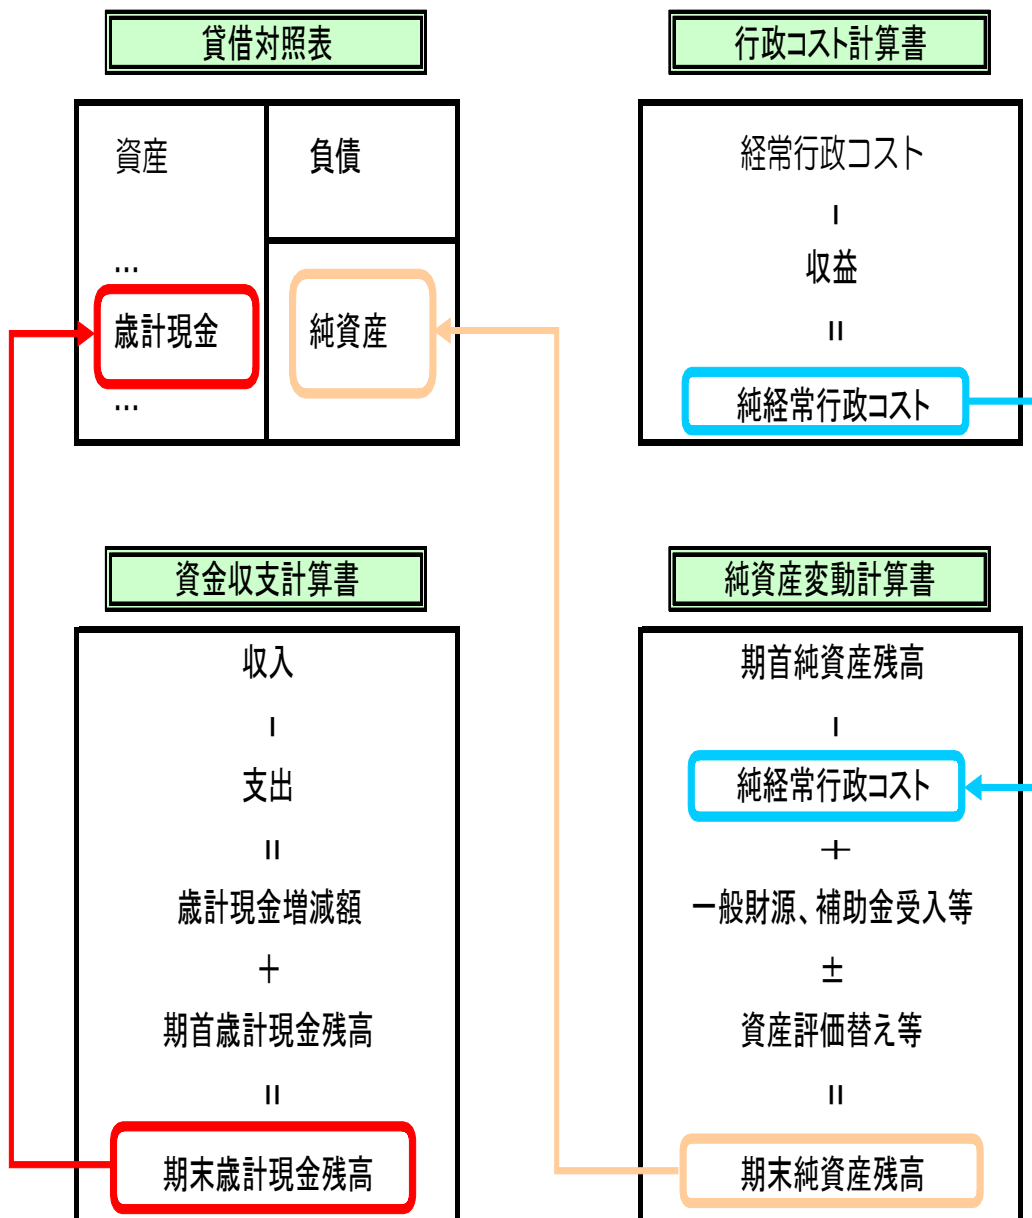 貸借対照表
資産
負債
…
歳計現金
純資産
…
行政コスト計算書
経常行政コスト
－
収益
＝
純経常行政コスト
資金収支計算書
収入
－
支出
＝
歳計現金増減額
＋
期首歳計現金残高
＝
期末歳計現金残高
純資産変動計算書
期首純資産残高
－
純経常行政コスト
＋
一般財源、補助金受入等
±
資産評価替え等
＝
期末純資産残高